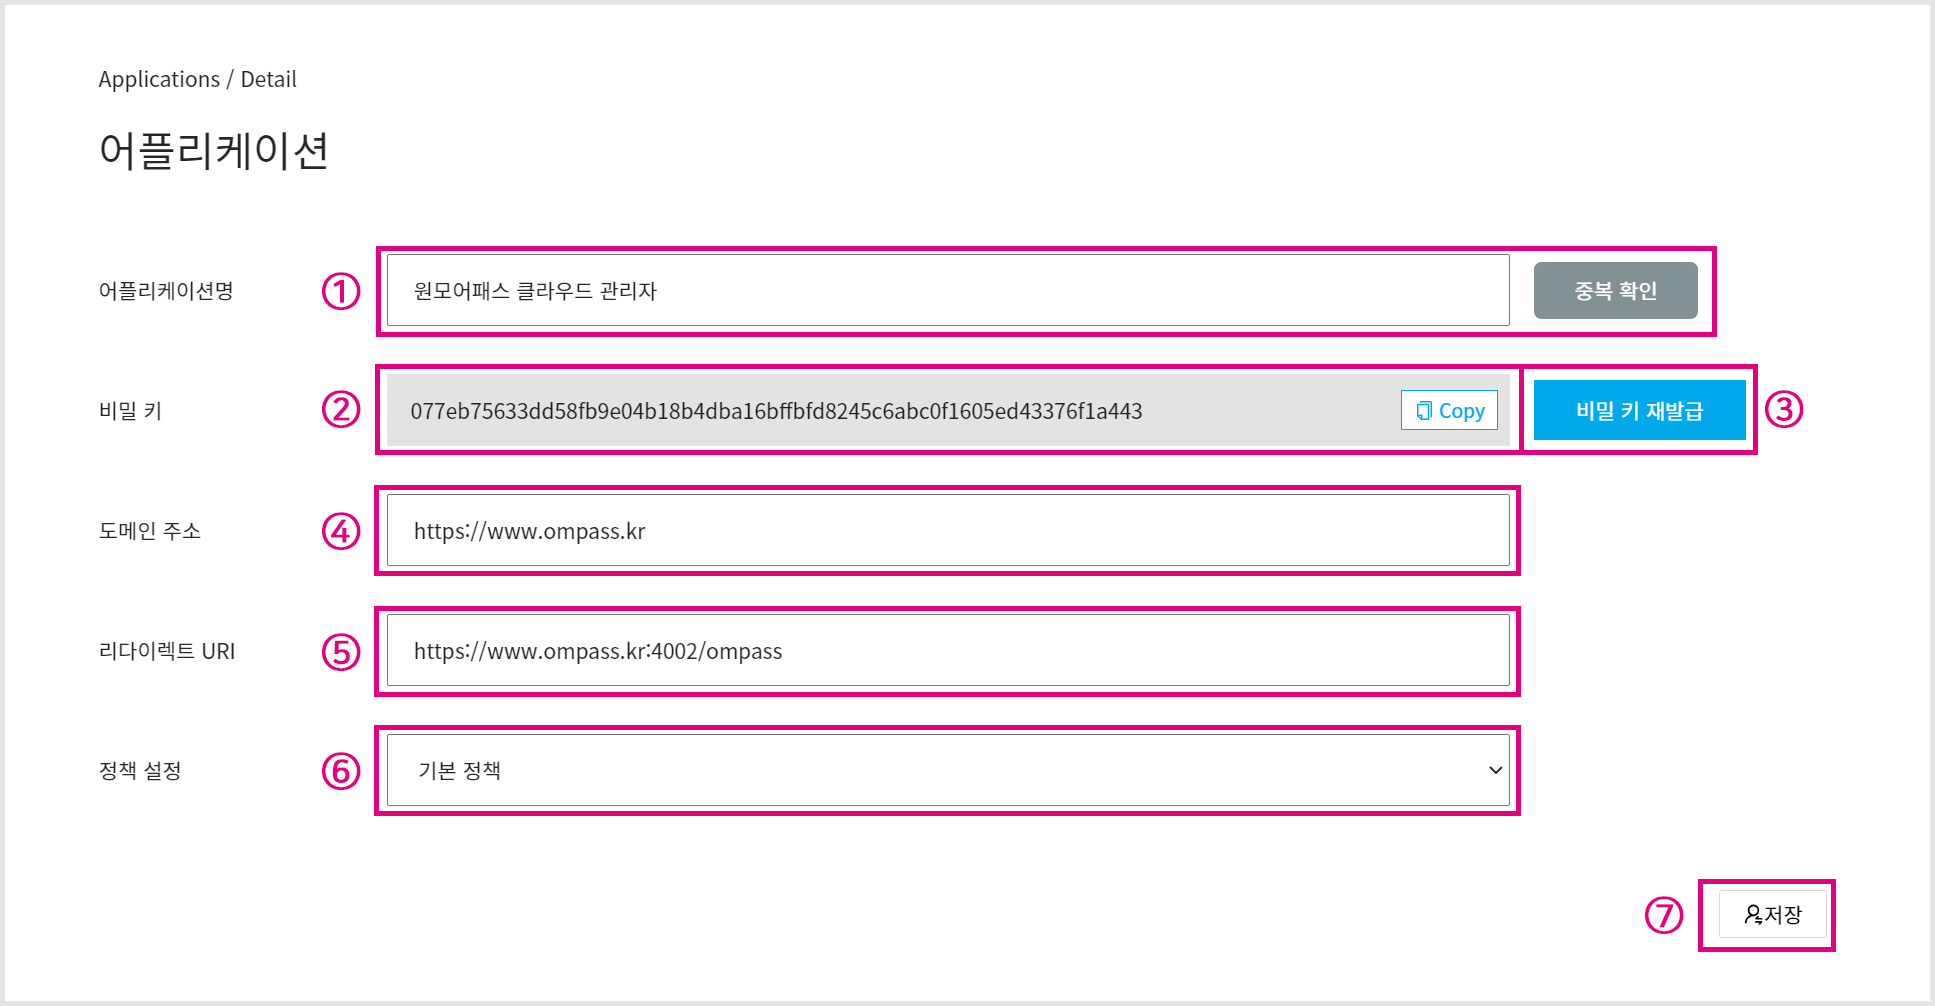 Applications / Detail
어플리케이션
어플리케이션명 ① 원모어패스 클라우드 관리자 중복 확인
비밀 키 ② 077eb75633dd58fb9e04b18b4dba16bffbfd8245c6abc0f1605ed43376f1a443 Copy 비밀 키 재발급 ③
도메인 주소 ④ https://www.ompass.kr
리다이렉트 URI ⑤ https://www.ompass.kr:4002/ompass
정책 설정 ⑥ 기본 정책
⑦ 저장